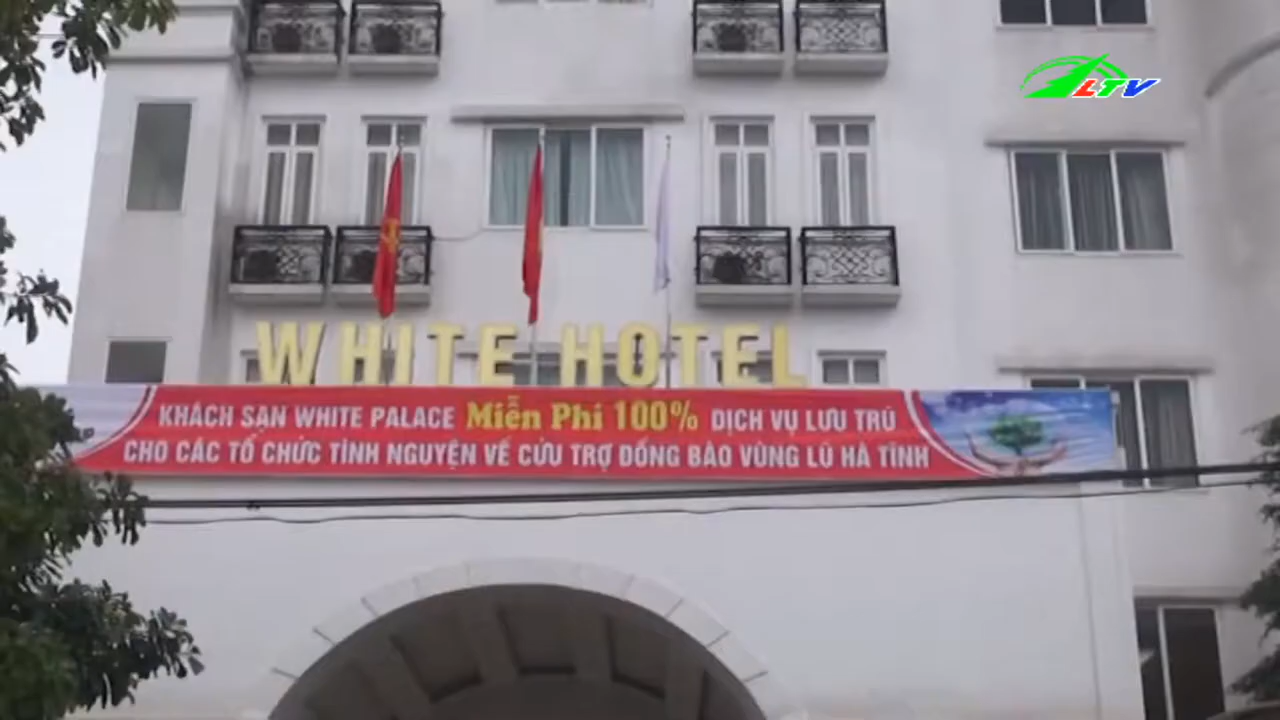 LTV
WHITE HOTEL
KHÁCH SẠN WHITE PALACE Miễn Phí 100% DỊCH VỤ LƯU TRÚ
CHO CÁC TỔ CHỨC TÌNH NGUYỆN VỀ CỨU TRỢ ĐỒNG BÀO VÙNG LŨ HÀ TĨNH